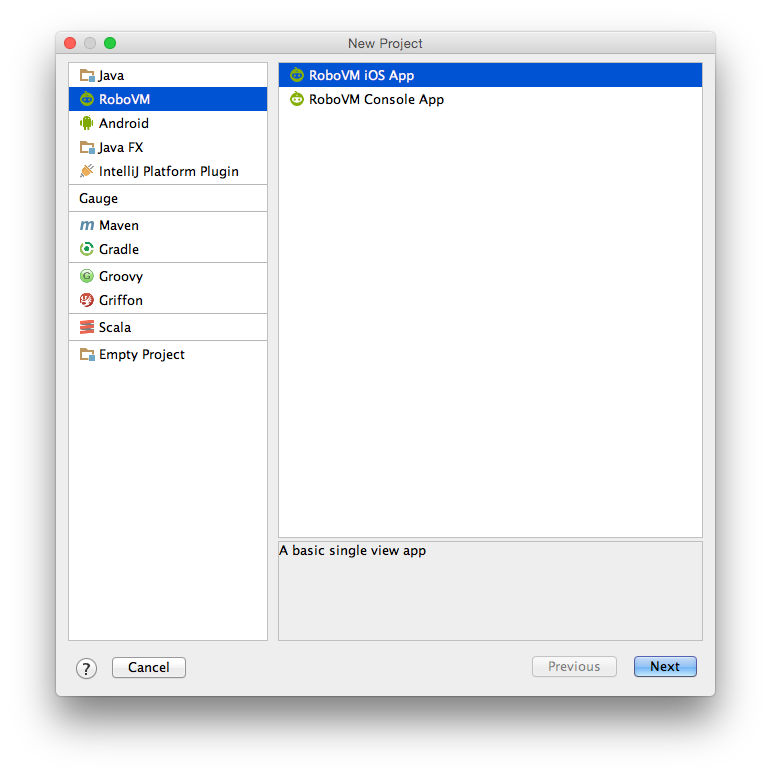 New Project
Java
RoboVM
Android
Java FX
IntelliJ Platform Plugin
Gauge
Maven
Gradle
Groovy
Griffon
Scala
Empty Project
RoboVM iOS App
RoboVM Console App
A basic single view app
?
Cancel
Previous
Next